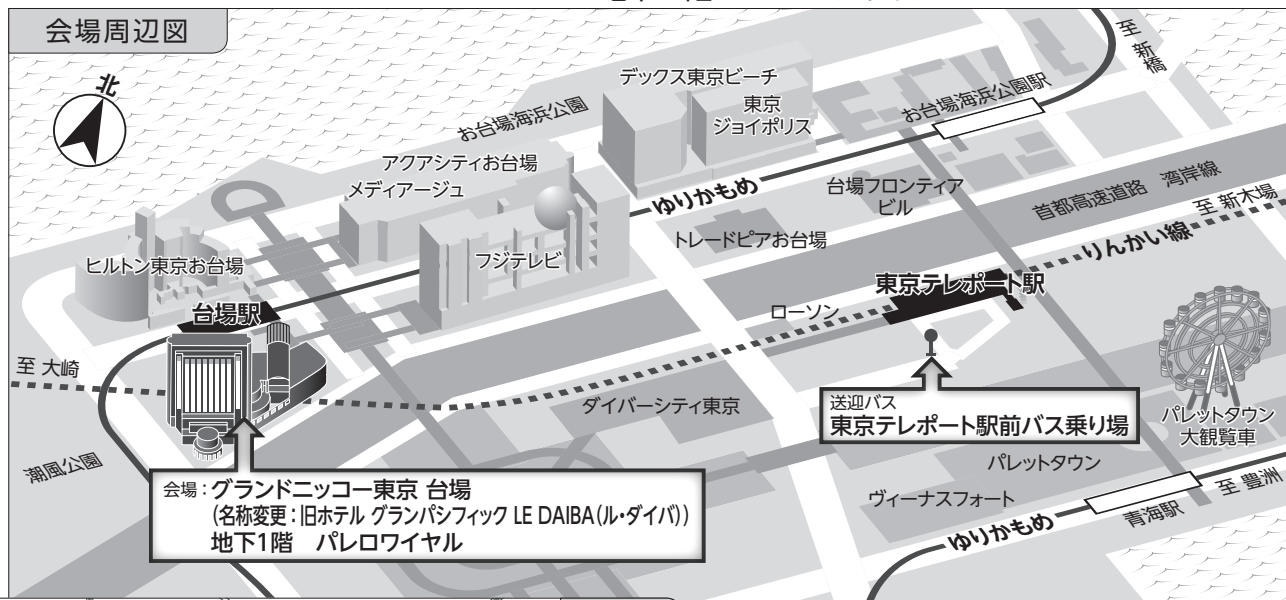 会場周辺図
北
至 新橋
デックス東京ビーチ
東京
ジョイポリス
お台場海浜公園駅
お台場海浜公園
アクアシティお台場
メディアージュ
ゆりかもめ
台場フロンティア
ビル
首都高速道路 湾岸線
至 新木場
トレードピアお台場
りんかい線
ヒルトン東京お台場
フジテレビ
東京テレポート駅
台場駅
ローソン
至 大崎
ダイバーシティ東京
送迎バス
東京テレポート駅前バス乗り場
パレットタウン
大観覧車
潮風公園
パレットタウン
会場：グランドニッコー東京 台場
(名称変更：旧ホテル グランパシフィック LE DAIBA(ル・ダイバ))
地下1階 パレロワイヤル
ヴィーナスフォート
至 豊洲
青海駅
ゆりかもめ